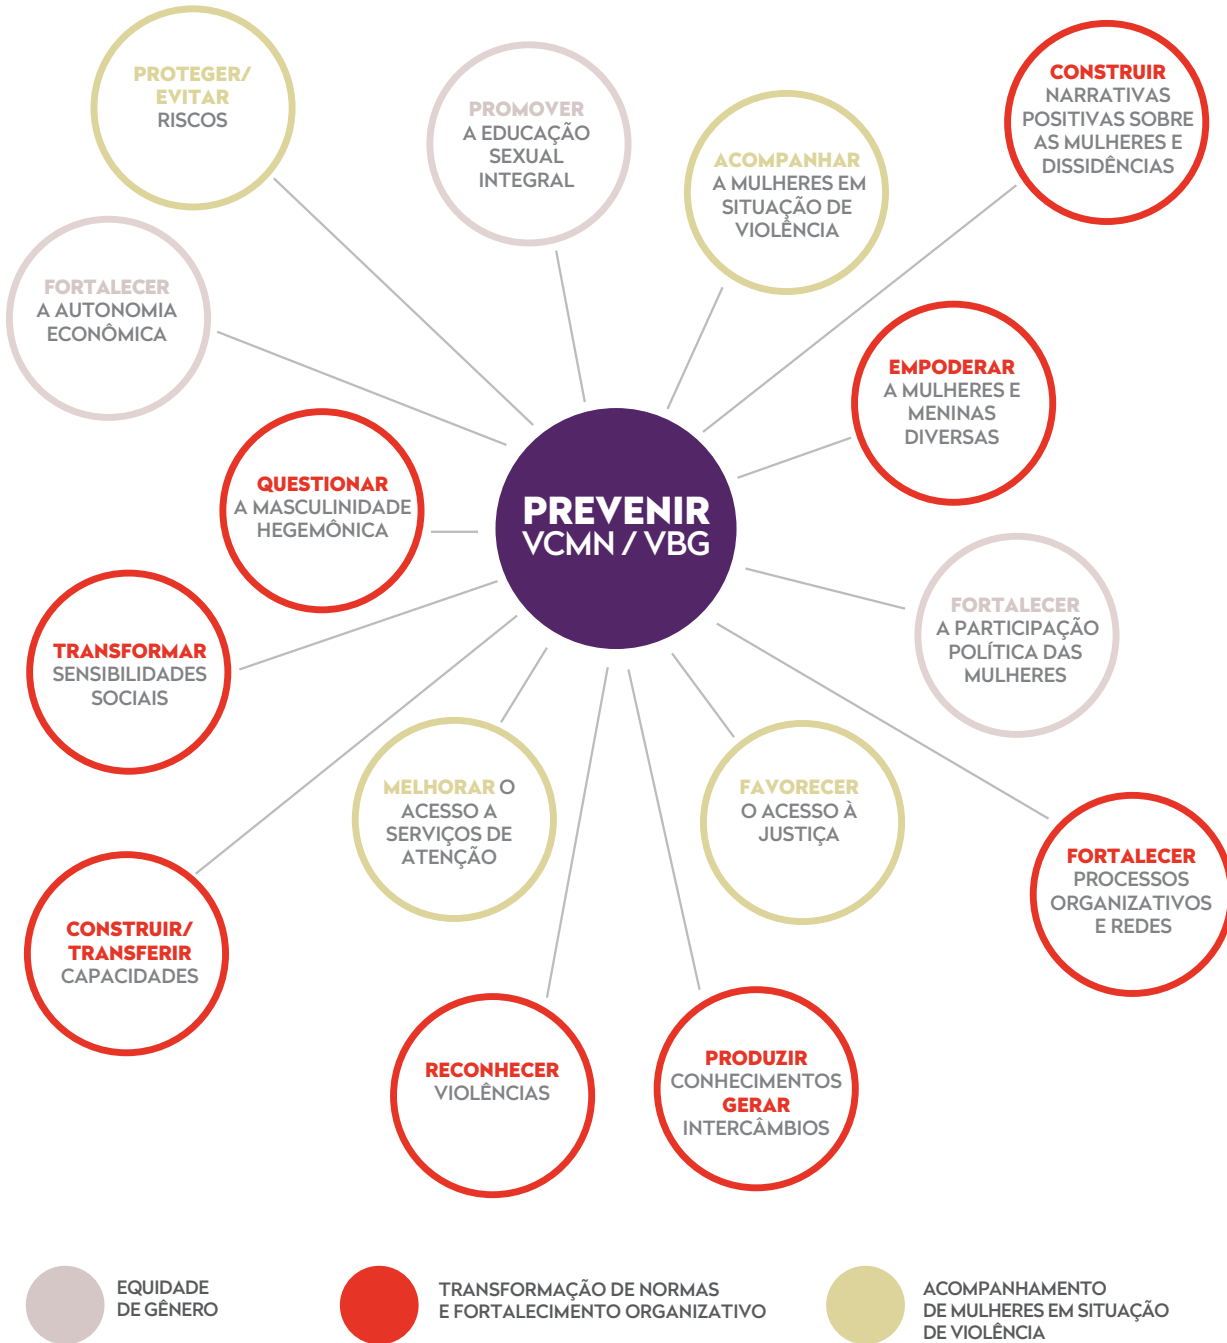 PROTEGER/
EVITAR
RISCOS
PROMOVER
A EDUCAÇÃO
SEXUAL
INTEGRAL
ACOMPANHAR
A MULHERES EM
SITUAÇÃO DE
VIOLÊNCIA
CONSTRUIR
NARRATIVAS
POSITIVAS SOBRE
AS MULHERES E
DISSIDÊNCIAS
FORTALECER
A AUTONOMIA
ECONÔMICA
EMPODERAR
A MULHERES E
MENINAS
DIVERSAS
QUESTIONAR
A MASCULINIDADE
HEGEMÔNICA
PREVENIR
VCMN / VBG
FORTALECER
A PARTICIPAÇÃO
POLÍTICA DAS
MULHERES
TRANSFORMAR
SENSIBILIDADES
SOCIAIS
MELHORAR O
ACESSO A
SERVIÇOS DE
ATENÇÃO
FAVORECER
O ACESSO À
JUSTIÇA
FORTALECER
PROCESSOS
ORGANIZATIVOS
E REDES
CONSTRUIR/
TRANSFERIR
CAPACIDADES
RECONHECER
VIOLÊNCIAS
PRODUZIR
CONHECIMENTOS
GERAR
INTERCÂMBIOS
EQUIDADE
DE GÊNERO
TRANSFORMAÇÃO DE NORMAS
E FORTALECIMENTO ORGANIZATIVO
ACOMPANHAMENTO
DE MULHERES EM SITUAÇÃO
DE VIOLÊNCIA